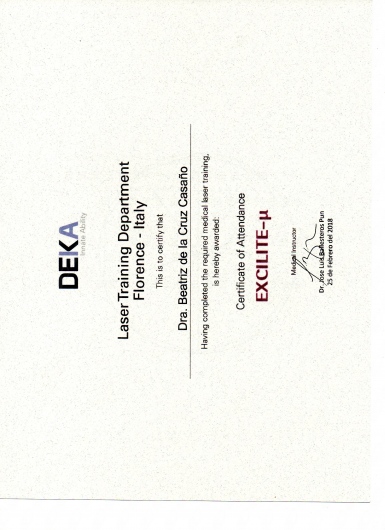 DEKA
Innate Ability
Laser Training Department
Florence - Italy
This is to certify that
Dra. Beatriz de la Cruz Casaño
Having completed the required medical laser training,
is hereby awarded:
Certificate of Attendance
EXCILITE-µ
Medical Instructor
Dr. Jose Luis Ballesteros Pun
25 de Febrero del 2018